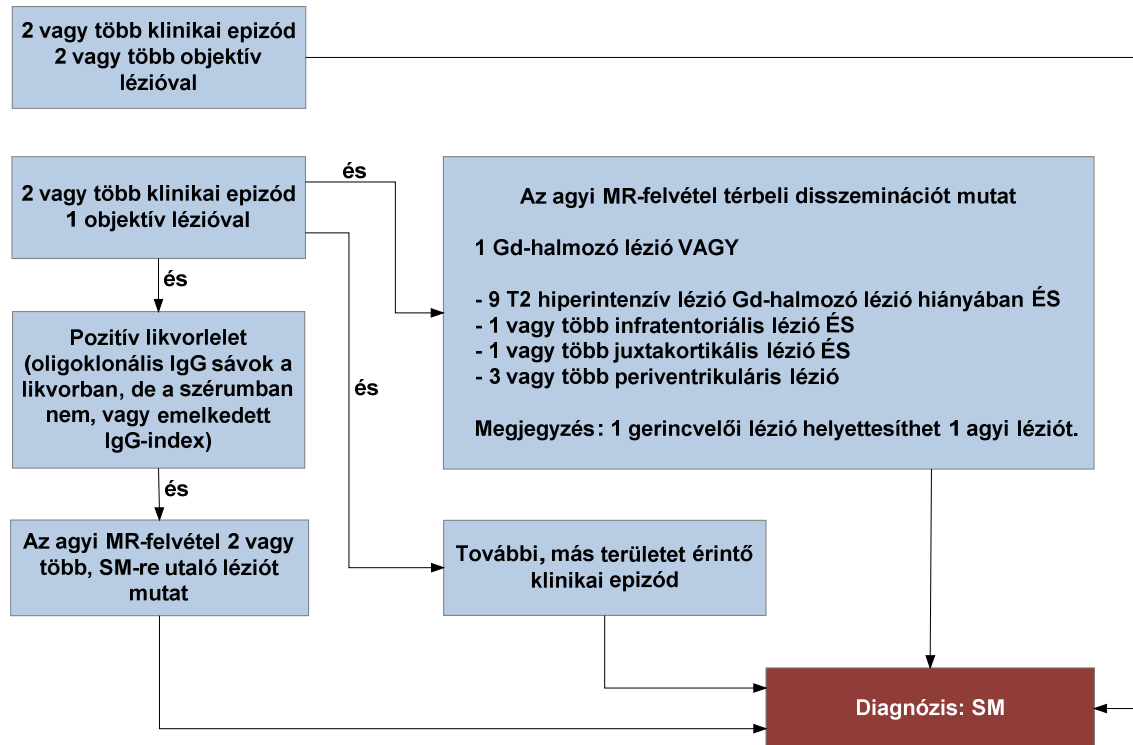 2 vagy több klinikai epizód
2 vagy több objektív
lézióval
2 vagy több klinikai epizód
1 objektív lézióval
és
Az agyi MR-felvétel térbeli disszeminációt mutat
1 Gd-halmozó lézió VAGY
- 9 T2 hiperintenzív lézió Gd-halmozó lézió hiányában ÉS
- 1 vagy több infratentoriális lézió ÉS
- 1 vagy több juxtakortikális lézió ÉS
- 3 vagy több periventrikuláris lézió
Megjegyzés: 1 gerincvelői lézió helyettesíthet 1 agyi léziót.
és
Pozitív likvorlelet
(oligoklonális IgG sávok a
likvorban, de a szérumban
nem, vagy emelkedett
IgG-index)
és
és
Az agyi MR-felvétel 2 vagy
több, SM-re utaló léziót
mutat
További, más területet érintő
klinikai epizód
Diagnózis: SM